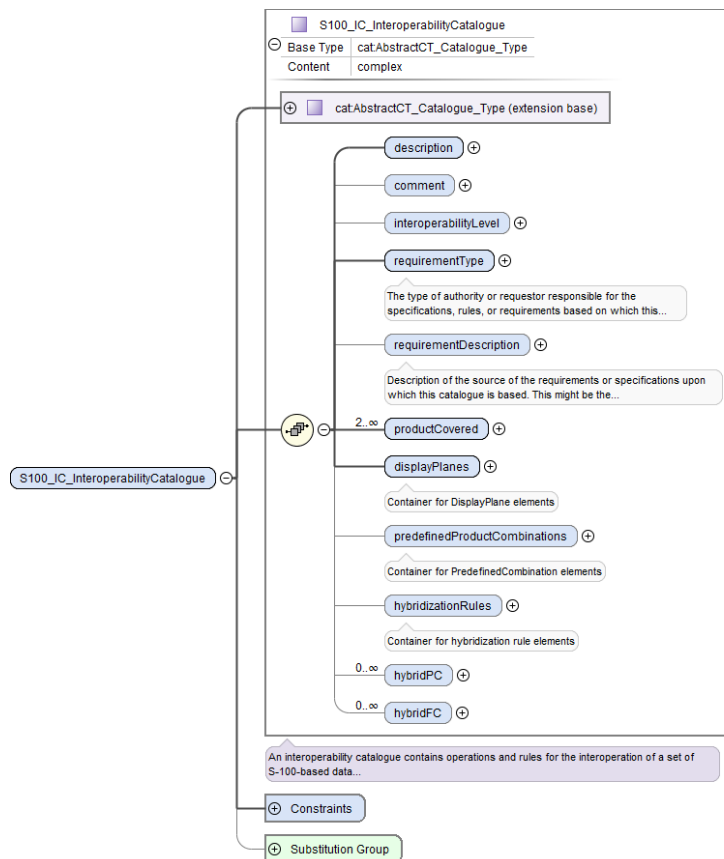 S100_IC_InteroperabilityCatalogue
Base Type cat:AbstractCT_Catalogue_Type
Content complex
cat:AbstractCT_Catalogue_Type (extension base)
description
comment
interoperabilityLevel
requirementType
The type of authority or requestor responsible for the
specifications, rules, or requirements based on which this...
requirementDescription
Description of the source of the requirements or specifications upon
which this catalogue is based. This might be the...
2..∞ productCovered
S100_IC_InteroperabilityCatalogue
displayPlanes
Container for DisplayPlane elements
predefinedProductCombinations
Container for PredefinedCombination elements
hybridizationRules
Container for hybridization rule elements
0..∞ hybridPC
0..∞ hybridFC
An interoperability catalogue contains operations and rules for the interoperation of a set of
S-100-based data...
Constraints
Substitution Group